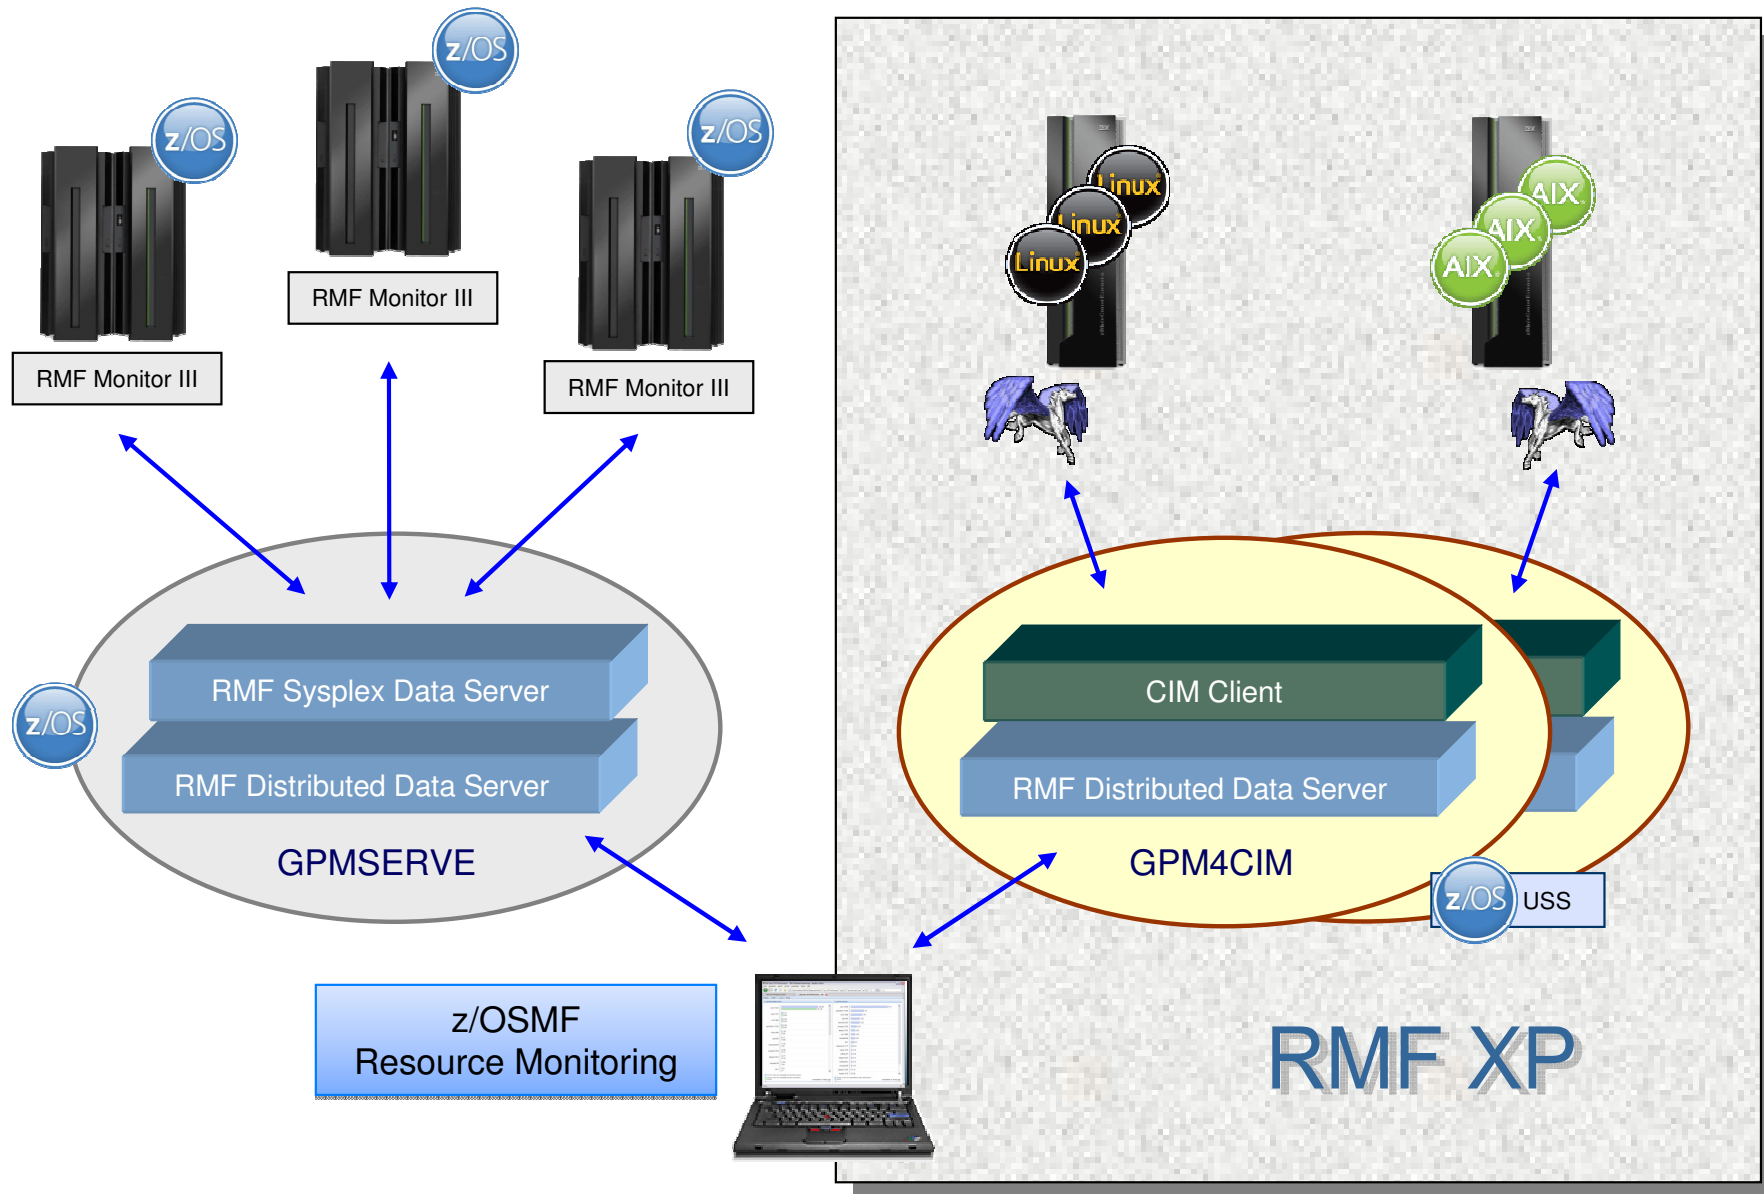 z/OS
z/OS
z/OS
RMF Monitor III
RMF Monitor III
RMF Monitor III
Linux
Linux
Linux
AIX
AIX
AIX
RMF Sysplex Data Server
RMF Distributed Data Server
GPMSERVE
z/OS
CIM Client
RMF Distributed Data Server
GPM4CIM
z/OS USS
z/OSMF
Resource Monitoring
RMF XP